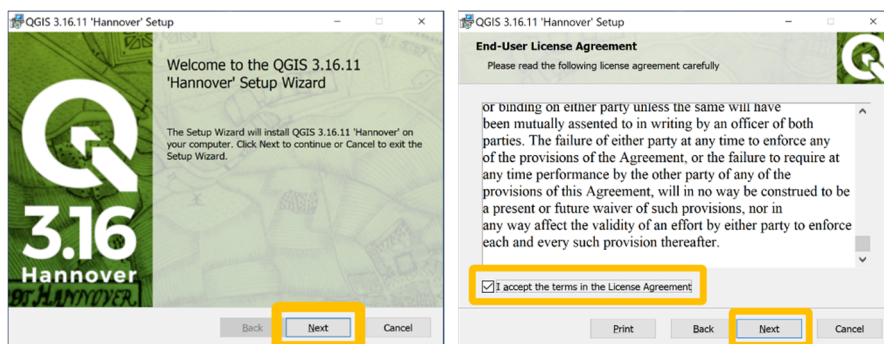 QGIS 3.16.11 'Hannover' Setup
Welcome to the QGIS 3.16.11
'Hannover' Setup Wizard
The Setup Wizard will install QGIS 3.16.11 'Hannover' on
your computer. Click Next to continue or Cancel to exit the
Setup Wizard.
3.16
Hannover
Back Next Cancel
QGIS 3.16.11 'Hannover' Setup
End-User License Agreement
Please read the following license agreement carefully
or binding on either party unless the same will have
been mutually assented to in writing by an officer of both
parties. The failure of either party at any time to enforce any
of the provisions of the Agreement, or the failure to require at
any time performance by the other party of any of the
provisions of this Agreement, will in no way be construed to be
a present or future waiver of such provisions, nor in
any way affect the validity of an effort by either party to enforce
each and every such provision thereafter.
I accept the terms in the License Agreement
Print Back Next Cancel